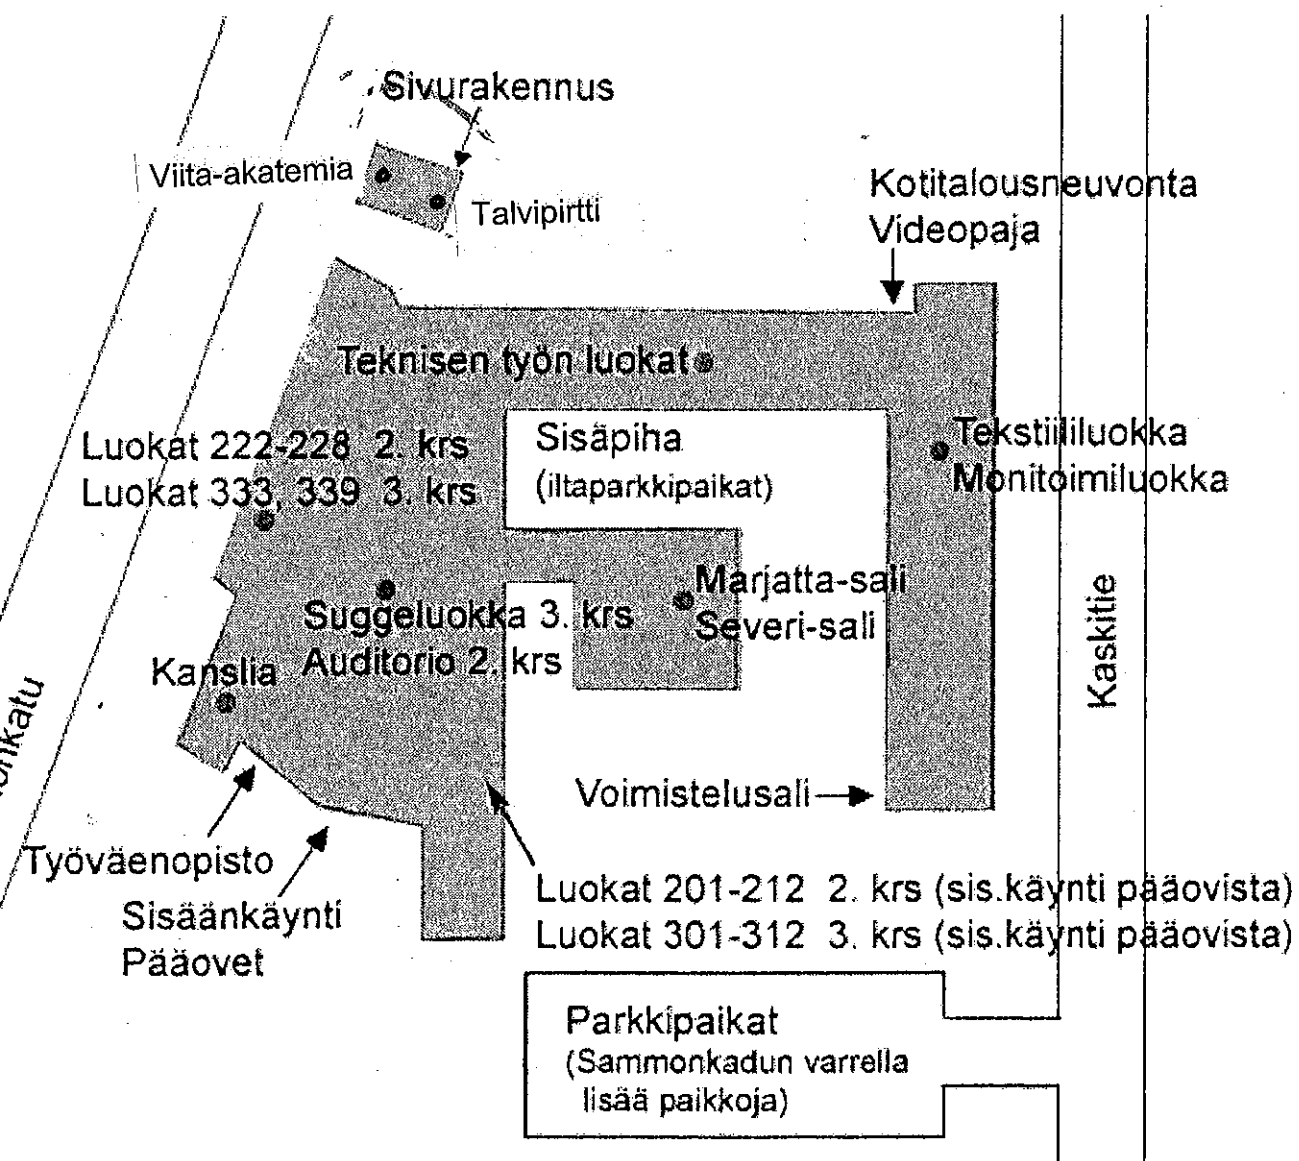 Sivurakennus
Viita-akatemia
Talvipirtti
Kotitalousneuvonta
Videopaja
Teknisen työn luokat
Luokat 222-228 2. krs
Luokat 333, 339 3. krs
Sisäpiha
(iltaparkkipaikat)
Tekstiililuokka
Monitoimiluokka
Marjatta-sali
Severi-sali
Suggeluokka 3. krs
Auditorio 2. krs
Kanslia
Kaskitie
Voimistelusali
Työväenopisto
Sisäänkäynti
Pääovet
Luokat 201-212 2. krs (sis.käynti pääovista)
Luokat 301-312 3. krs (sis.käynti pääovista)
Parkkipaikat
(Sammonkadun varrella
lisää paikkoja)